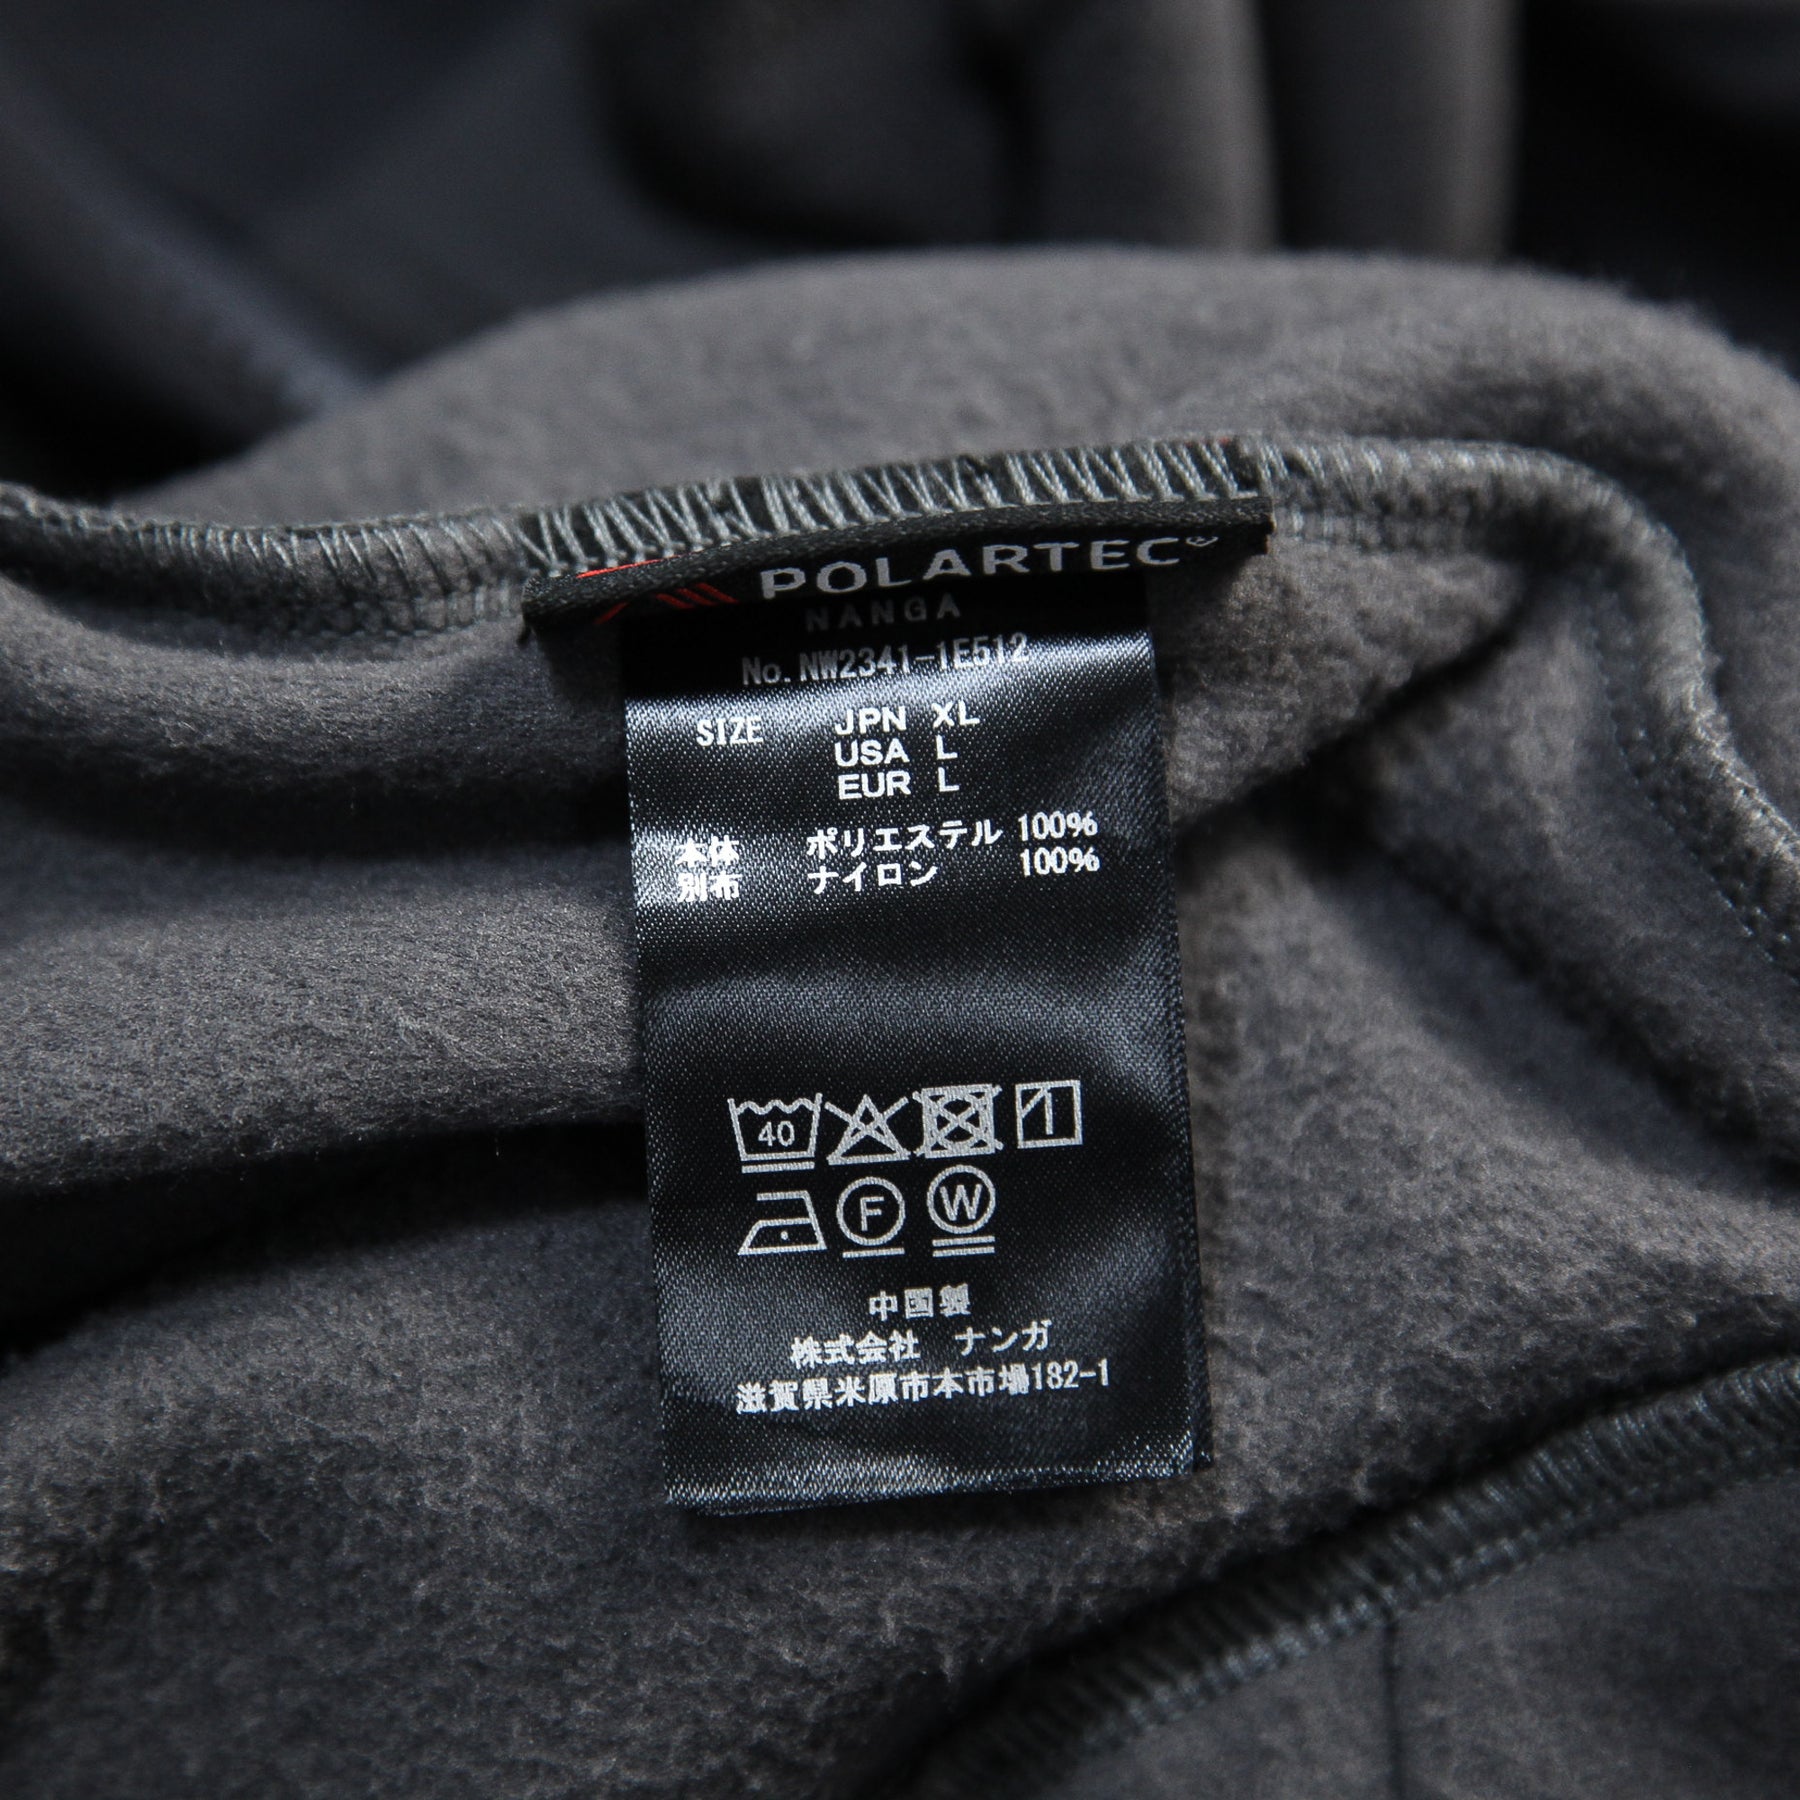 POLARTEC®
NANGA
No. NW2341-1E512
SIZE JPN XL
USA L
EUR L
本体 ポリエステル 100%
別布 ナイロン 100%
40
F W
中国製
株式会社 ナンガ
滋賀県米原市本市場182-1